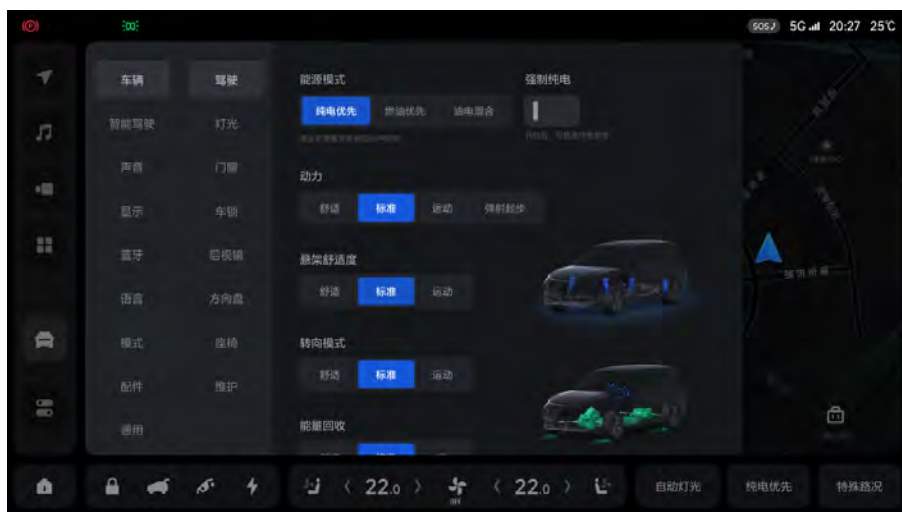 SOS 5G 20:27 25℃
车辆
智能驾驶
声音
显示
蓝牙
语言
模式
配件
通用
驾驶
灯光
门窗
车锁
后视镜
方向盘
座椅
维护
能源模式
纯电优先 燃油优先 油电混合
强制纯电
动力
舒适 标准 运动 弹射起步
悬架舒适度
舒适 标准 运动
转向模式
舒适 标准 运动
能量回收
22.0
OFF
22.0
自动灯光
纯电优先
特殊路况